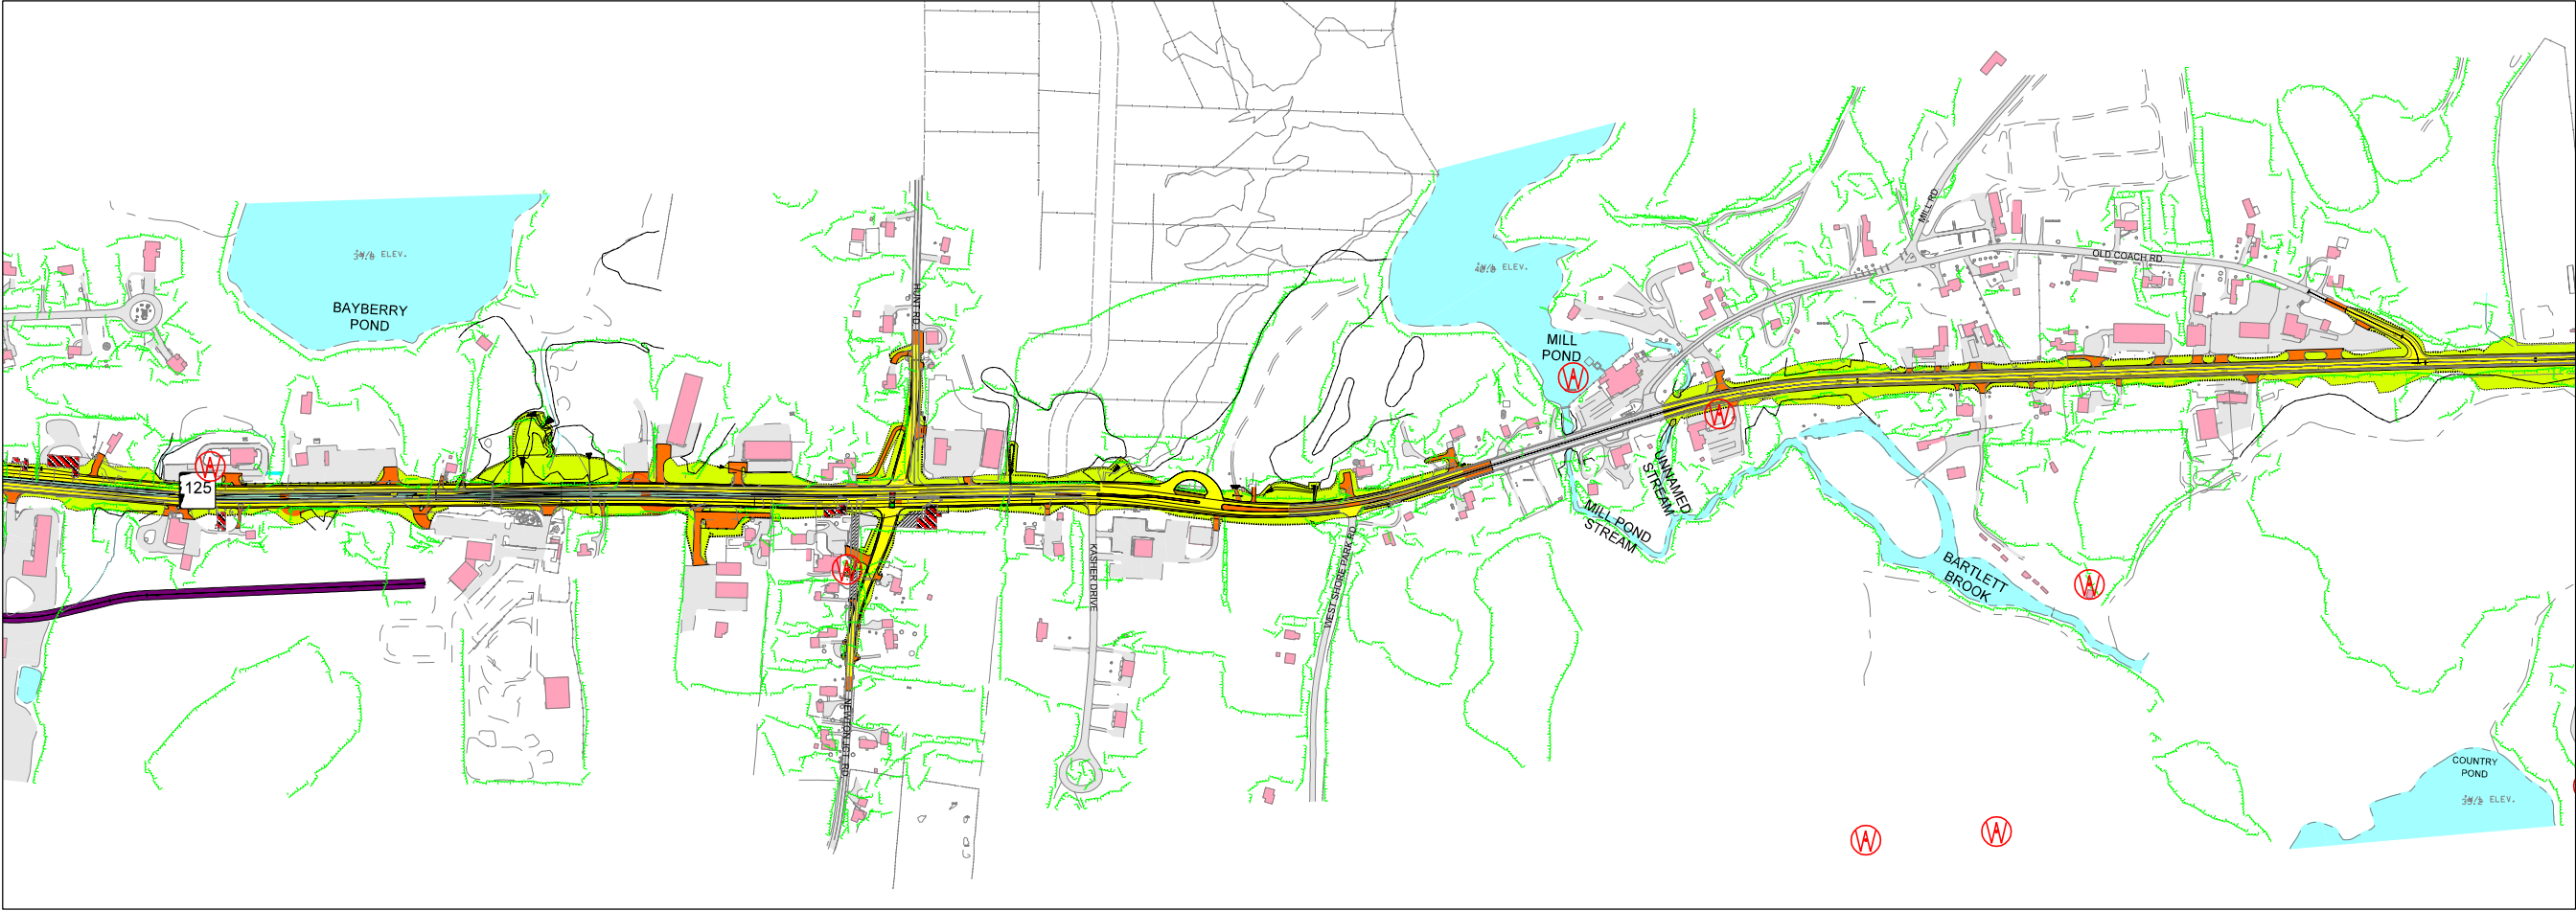 MILL RD
OLD COACH RD
ELEV.
BAYBERRY
POND
ELEV.
HUNT RD
MILL
POND
125
UNNAMED
STREAM
MILL POND
STREAM
KASHER DRIVE
WEST SHORE PARK RD
BARTLETT
BROOK
NEWTON JCT RD
COUNTRY
POND
ELEV.